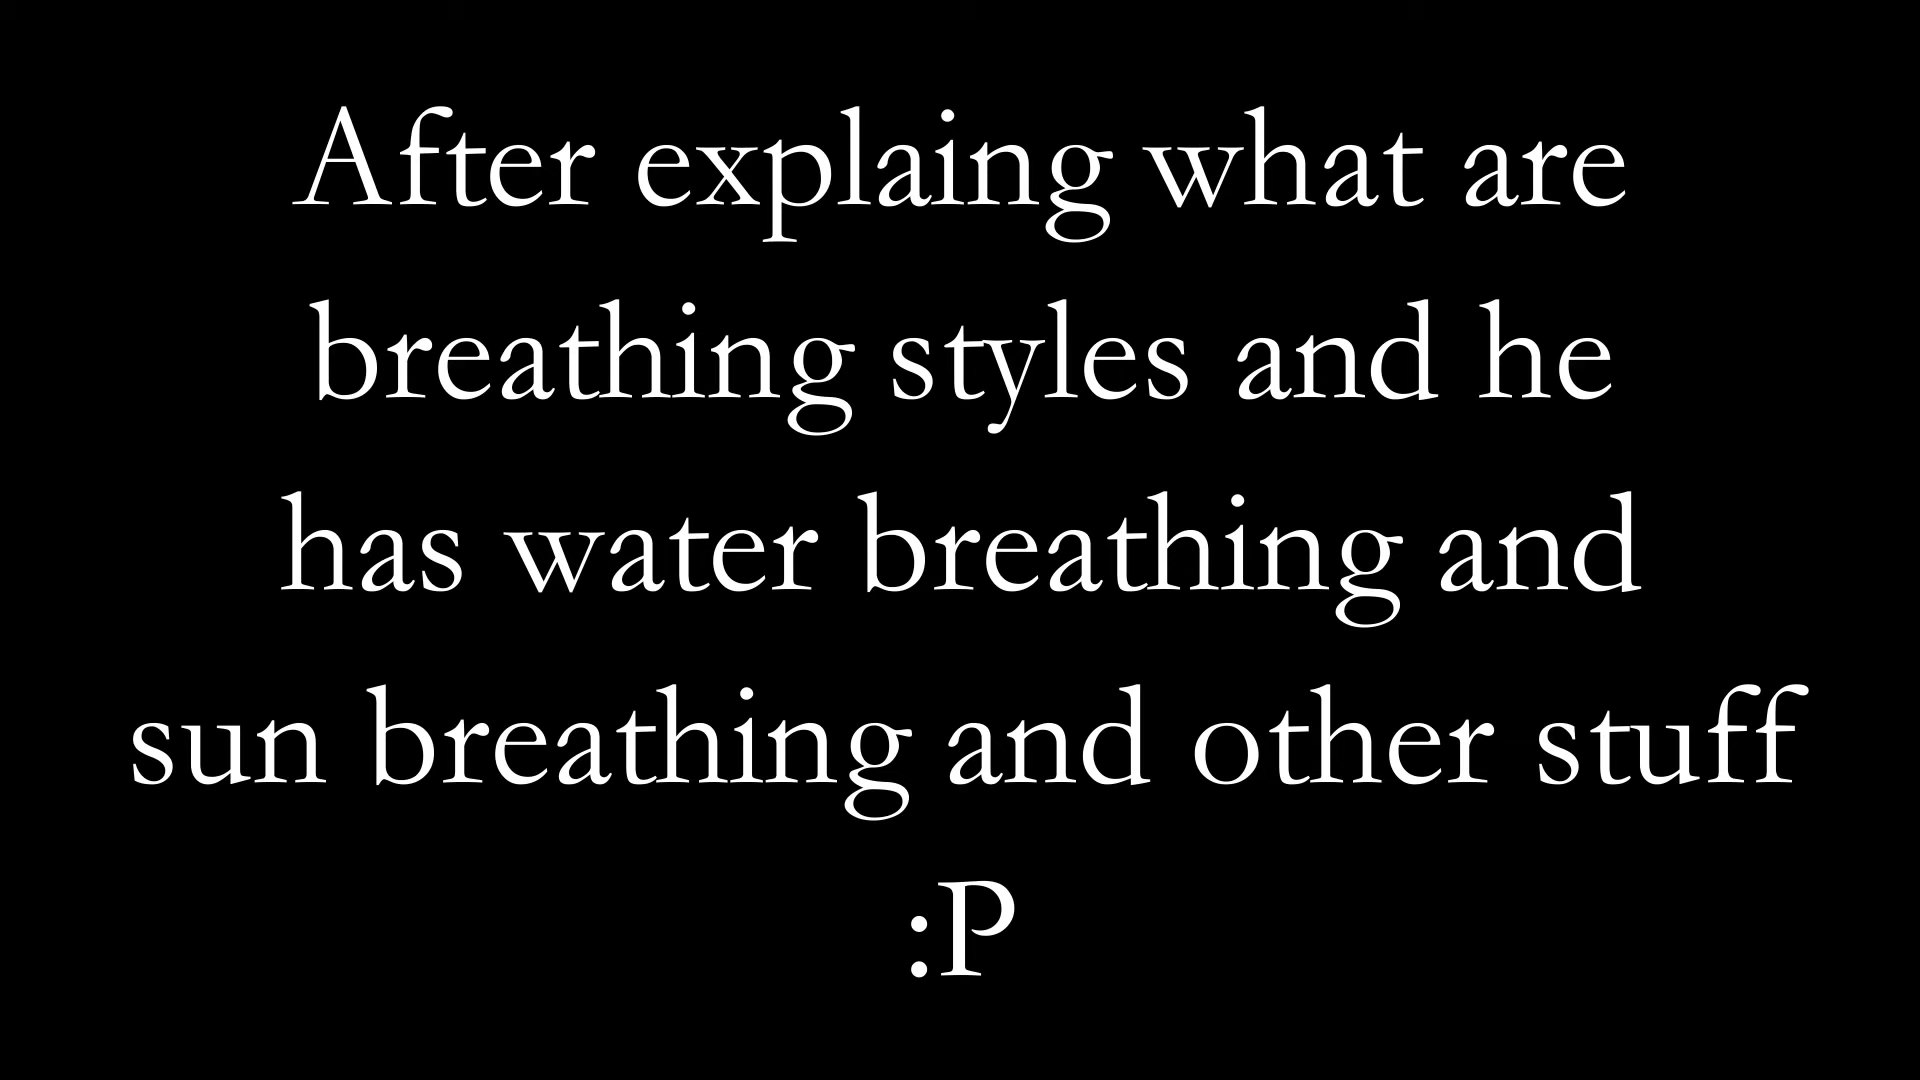 After explaing what are
breathing styles and he
has water breathing and
sun breathing and other stuff
:P